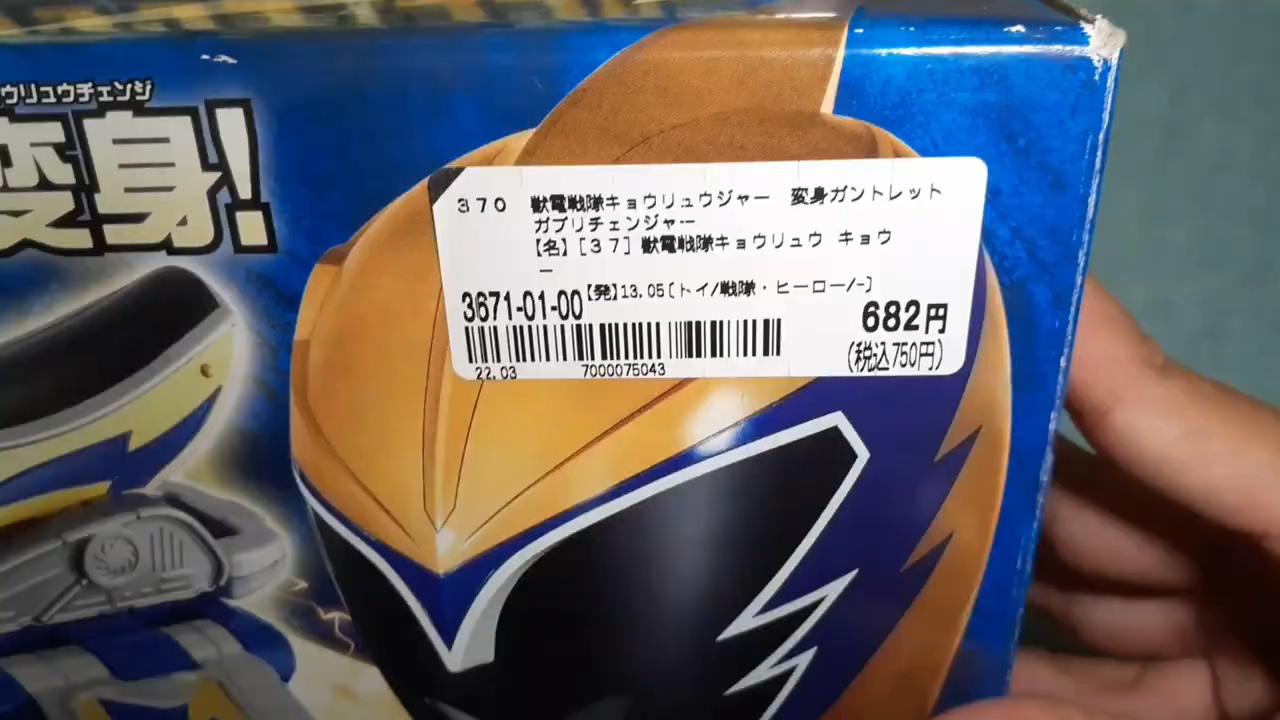 ウリュウチェンジ
変身!
370 獣電戦隊キョウリュウジャー 変身ガントレット
ガブリチェンジャー
【名】[37]獣電戦隊キョウリュウ キョウ
ー
3671-01-00【発】13.05[トイ/戦隊・ヒーロー/-]
682円
(税込750円)
22.03 7000075043